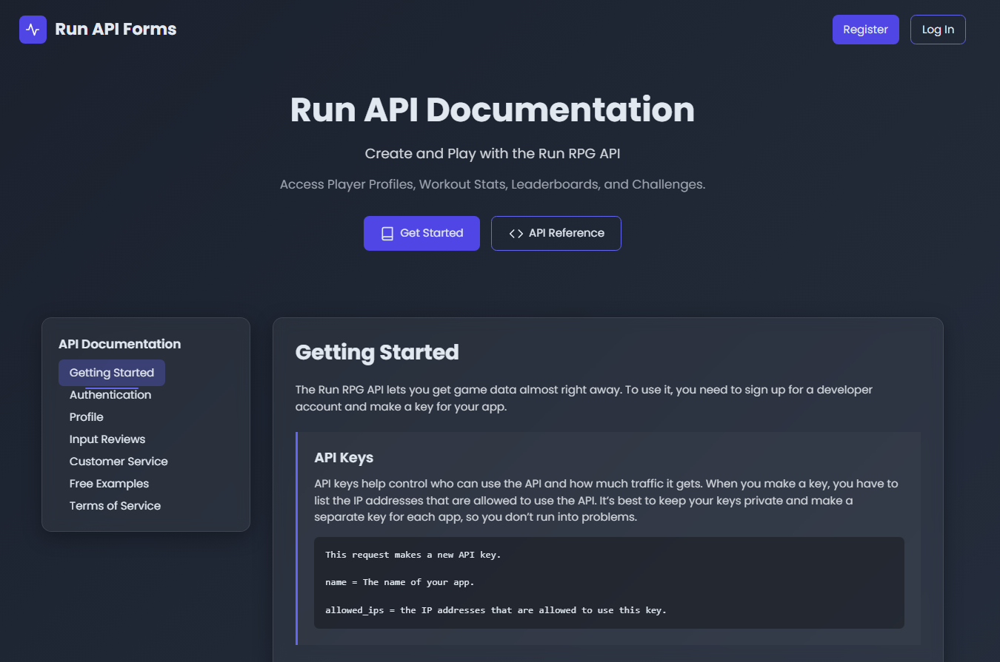 Run API Forms
Register
Log In
Run API Documentation
Create and Play with the Run RPG API
Access Player Profiles, Workout Stats, Leaderboards, and Challenges.
Get Started
API Reference
API Documentation
Getting Started
Authentication
Profile
Input Reviews
Customer Service
Free Examples
Terms of Service
Getting Started
The Run RPG API lets you get game data almost right away. To use it, you need to sign up for a developer
account and make a key for your app.
API Keys
API keys help control who can use the API and how much traffic it gets. When you make a key, you have to
list the IP addresses that are allowed to use the API. It’s best to keep your keys private and make a
separate key for each app, so you don’t run into problems.
This request makes a new API key.
name = The name of your app.
allowed_ips = the IP addresses that are allowed to use this key.